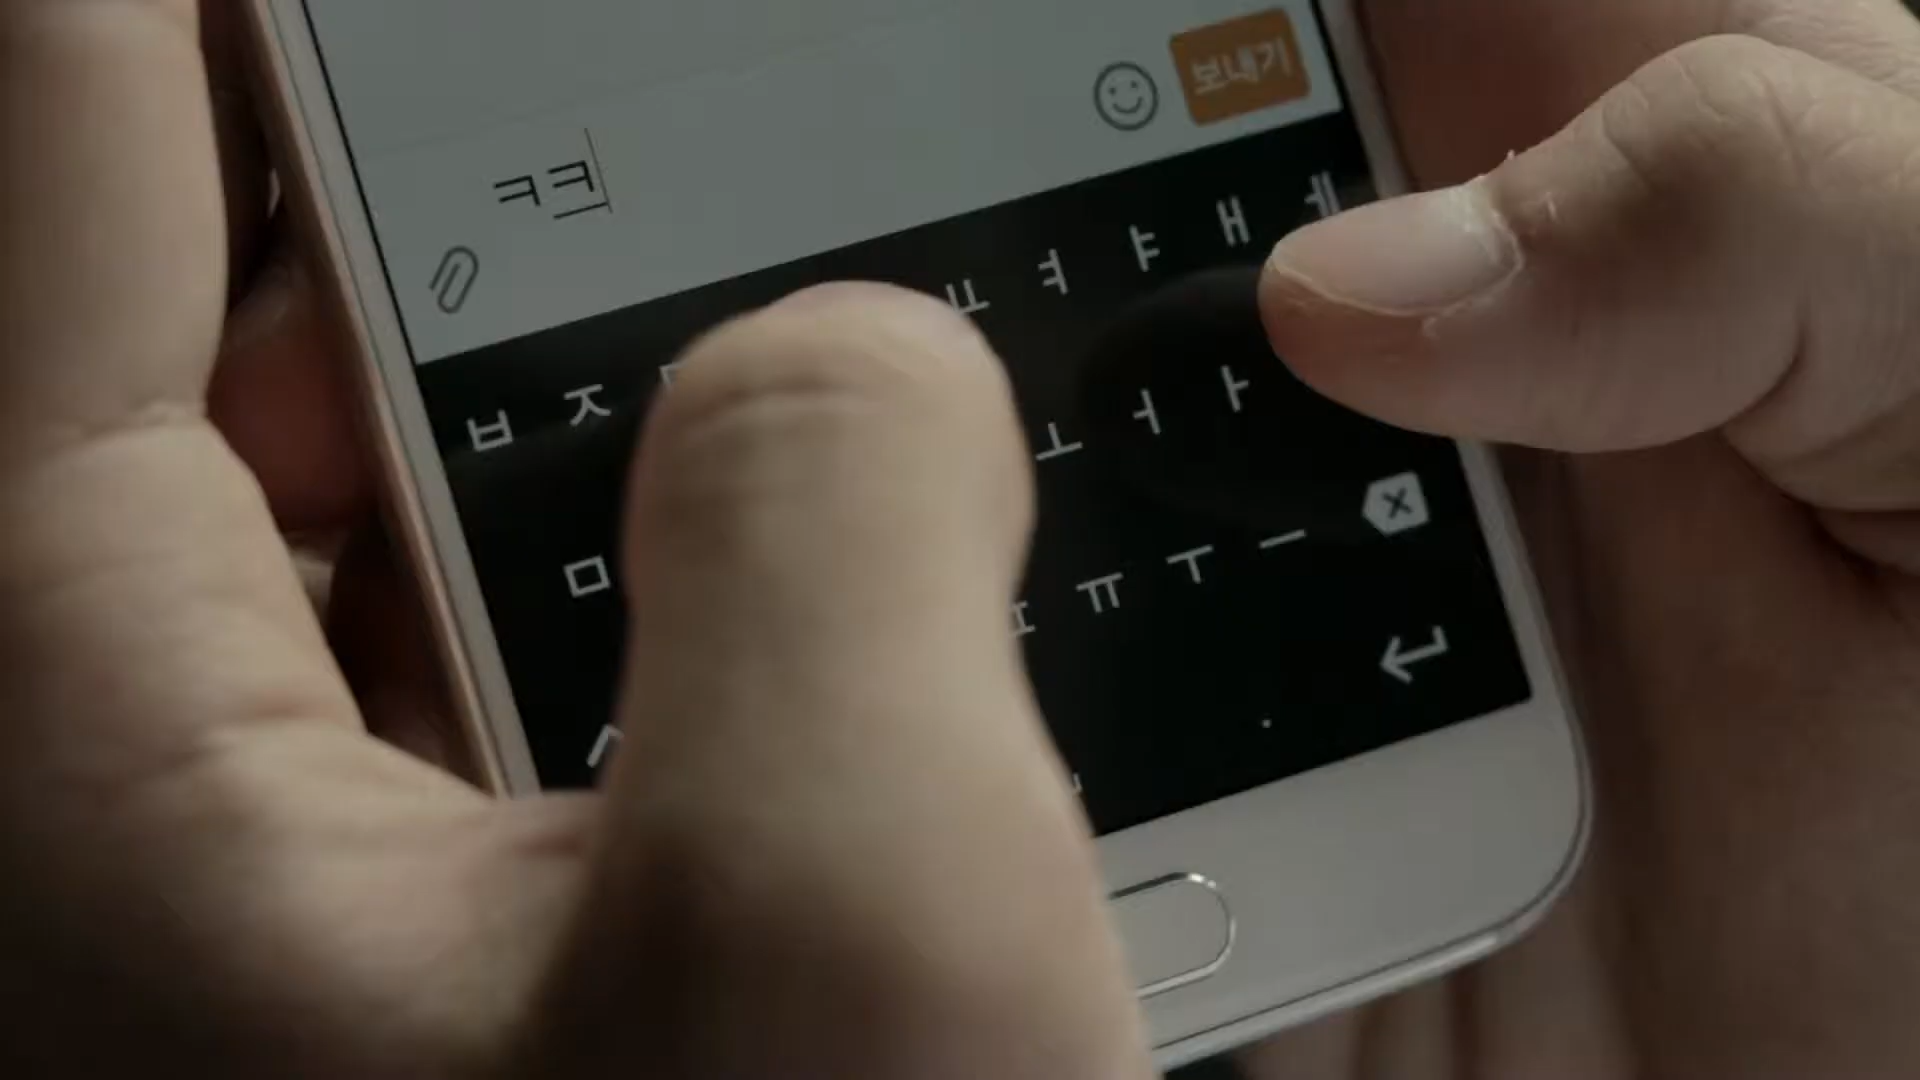 보내기
ㅋㅋ
ㅂ ㅈ ㅛ ㅕ ㅑ ㅐ ㅔ
ㅁ ㅗ ㅓ ㅏ
ㅠ ㅜ ㅡ
.